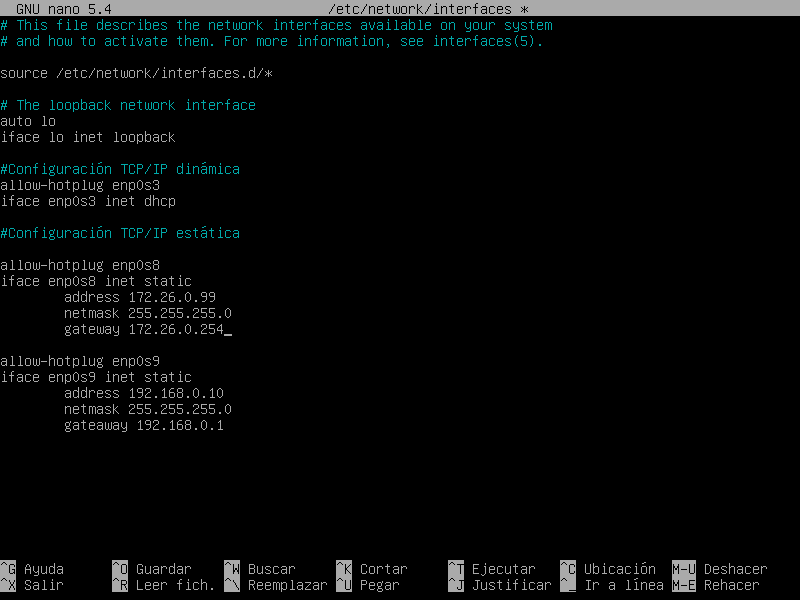 GNU nano 5.4 /etc/network/interfaces *
# This file describes the network interfaces available on your system
# and how to activate them. For more information, see interfaces(5).
source /etc/network/interfaces.d/*
# The loopback network interface
auto lo
iface lo inet loopback
#Configuración TCP/IP dinámica
allow-hotplug enp0s3
iface enp0s3 inet dhcp
#Configuración TCP/IP estática
allow-hotplug enp0s8
iface enp0s8 inet static
address 172.26.0.99
netmask 255.255.255.0
gateway 172.26.0.254_
allow-hotplug enp0s9
iface enp0s9 inet static
address 192.168.0.10
netmask 255.255.255.0
gateaway 192.168.0.1
^G Ayuda ^O Guardar ^W Buscar ^K Cortar ^T Ejecutar ^C Ubicación M-U Deshacer
^X Salir ^R Leer fich. ^\ Reemplazar ^U Pegar ^J Justificar ^_ Ir a línea M-E Rehacer